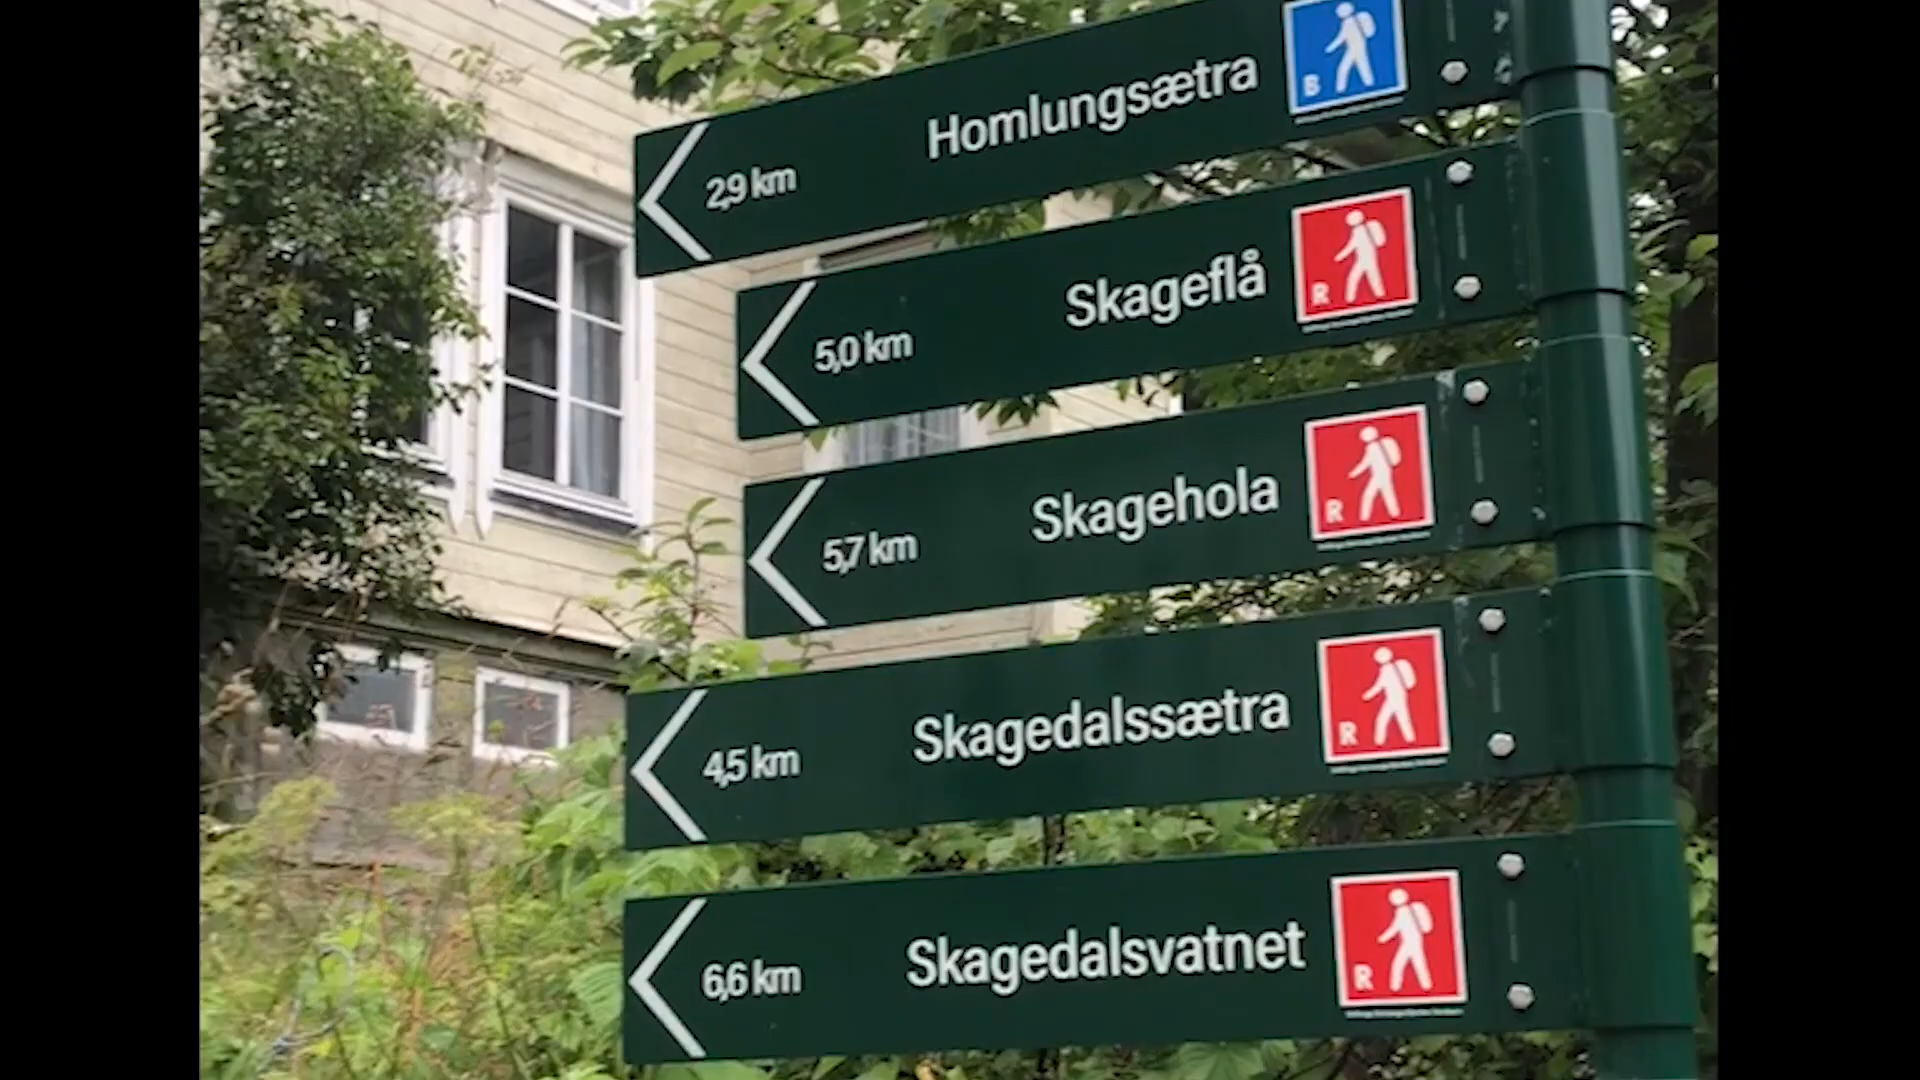 Homlungsætra
2,9 km
B
Skageflå
5,0 km
R
Skagehola
5,7 km
R
Skagedalssætra
4,5 km
R
Skagedalsvatnet
6,6 km
R